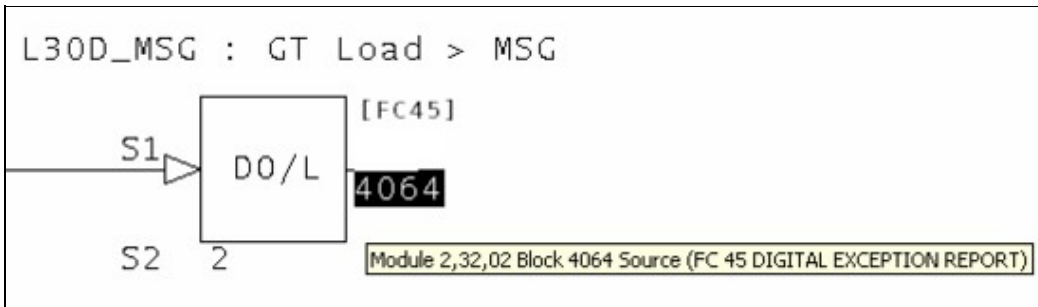 L30D_MSG : GT Load > MSG
[FC45]
S1 DO/L
4064
S2 2
Module 2,32,02 Block 4064 Source (FC 45 DIGITAL EXCEPTION REPORT)